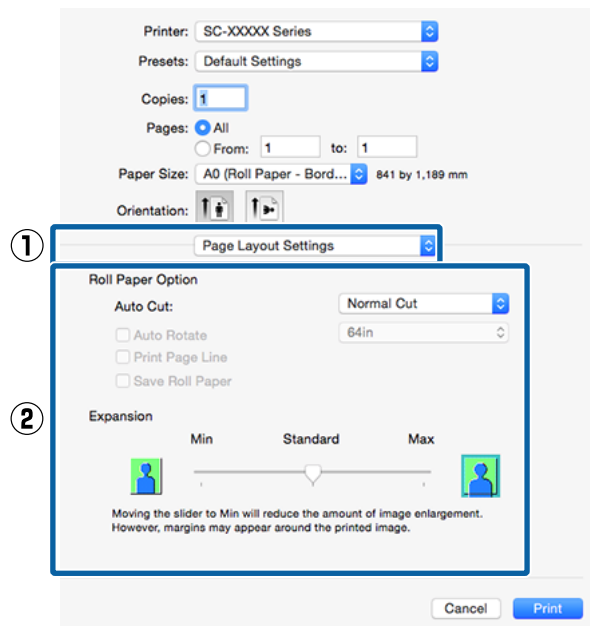 Printer: SC-XXXXX Series
Presets: Default Settings
Copies: 1
Pages: All
From: 1 to: 1
Paper Size: A0 (Roll Paper - Bord... 841 by 1,189 mm
Orientation:
① Page Layout Settings
Roll Paper Option
Auto Cut: Normal Cut
Auto Rotate 64in
Print Page Line
Save Roll Paper
②
Expansion
Min Standard Max
Moving the slider to Min will reduce the amount of image enlargement.
However, margins may appear around the printed image.
Cancel Print